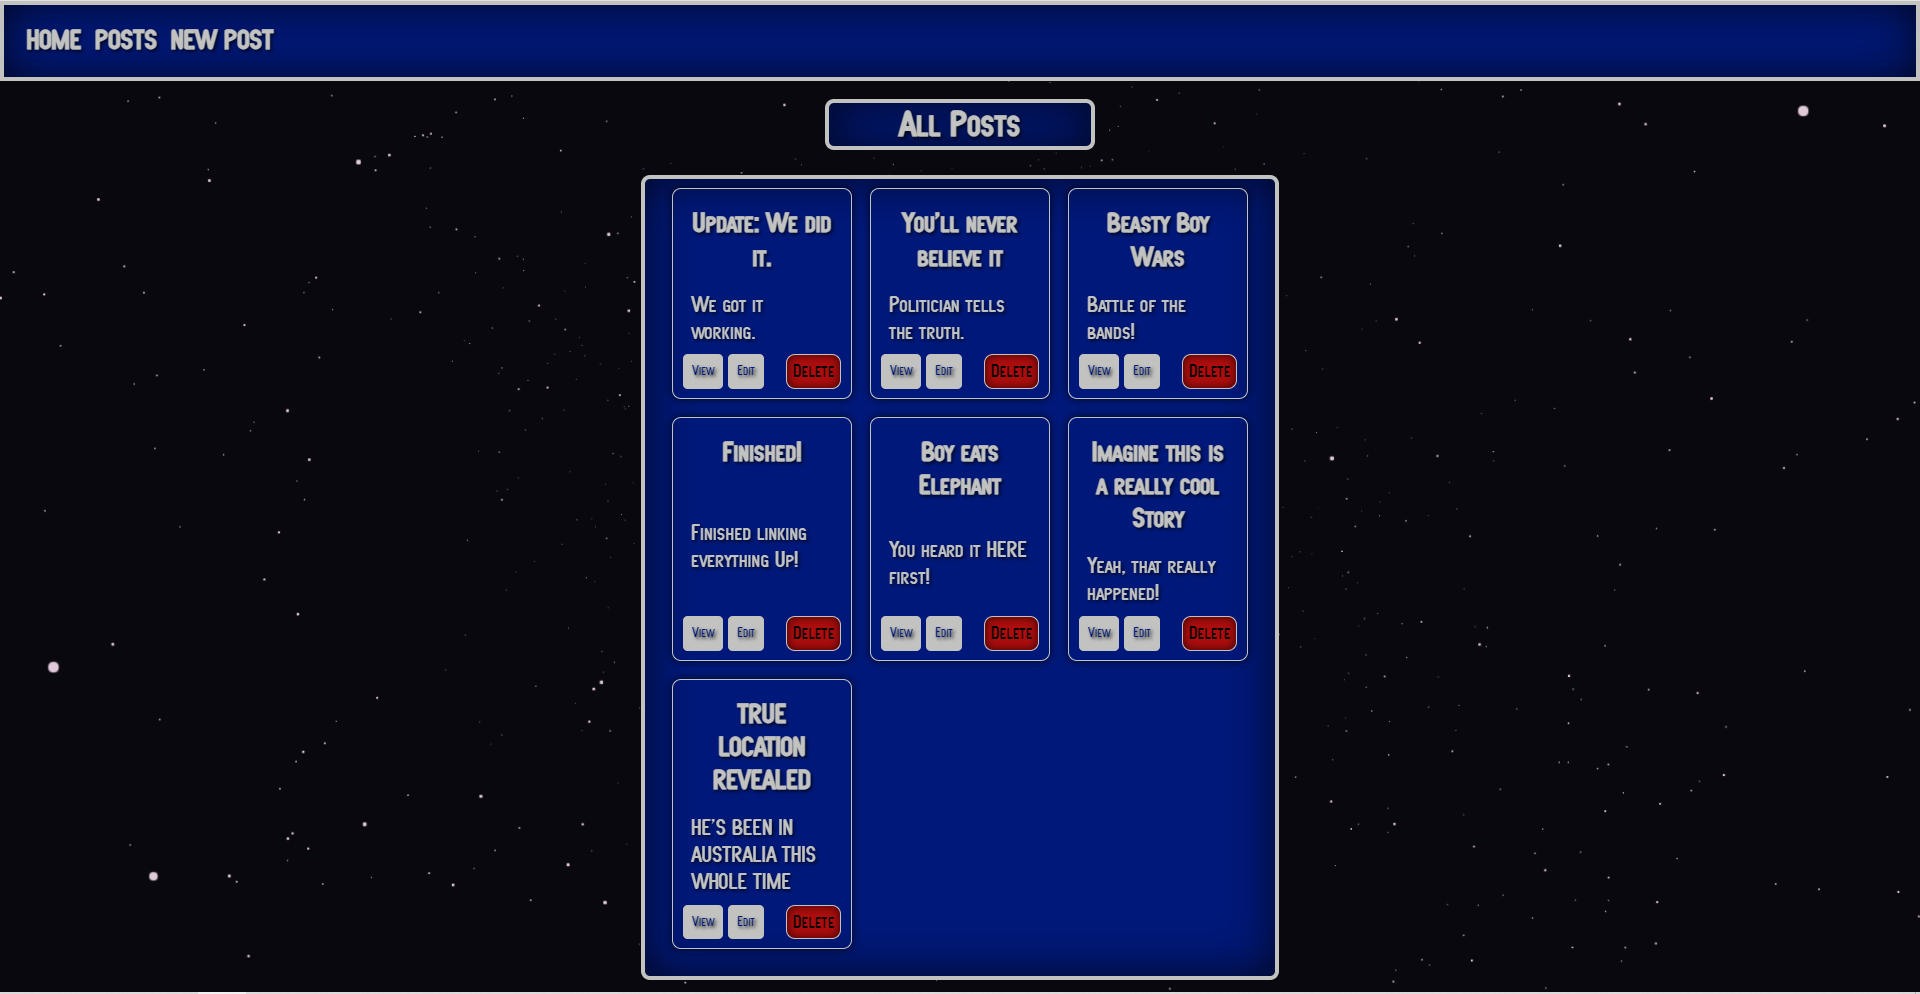 HOME POSTS NEW POST
All Posts
Update: We did
it.
We got it
working.
View Edit Delete
You'll never
believe it
Politician tells
the truth.
View Edit Delete
Beasty Boy
Wars
Battle of the
bands!
View Edit Delete
Finished!
Finished linking
everything Up!
View Edit Delete
Boy eats
Elephant
You heard it HERE
first!
View Edit Delete
Imagine this is
a really cool
Story
Yeah, that really
happened!
View Edit Delete
TRUE
LOCATION
REVEALED
HE'S BEEN IN
AUSTRALIA THIS
WHOLE TIME
View Edit Delete